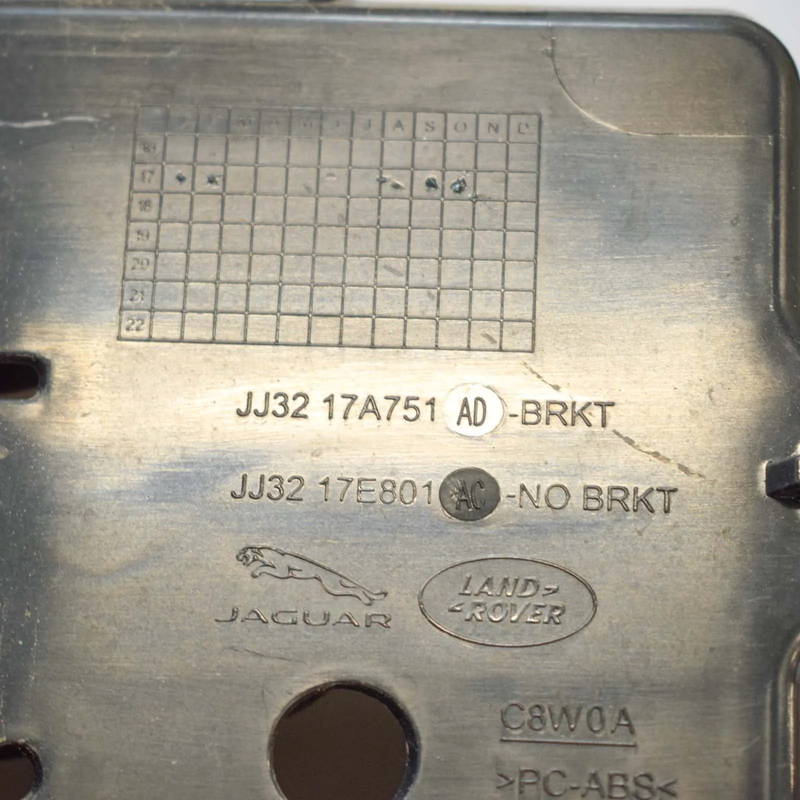 J F M A M J J A S O N D
16
17
18
19
20
21
22
JJ32 17A751 AD -BRKT
JJ32 17E801 AC -NO BRKT
JAGUAR
LAND
ROVER
C8W0A
>PC-ABS<